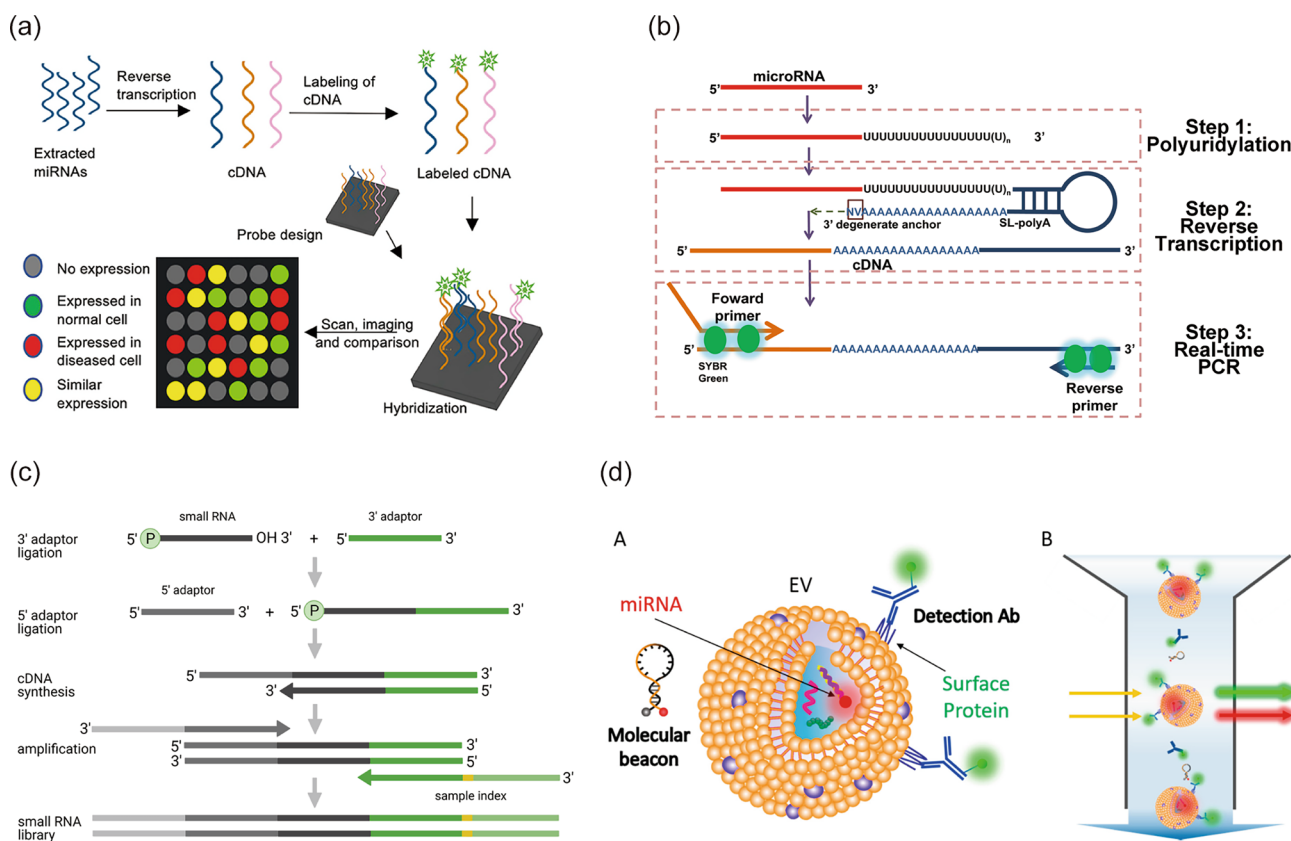 (a)
Reverse
transcription
Labeling of
cDNA
Extracted
miRNAs
cDNA
Labeled cDNA
Probe design
No expression
Expressed in
normal cell
Expressed in
diseased cell
Similar
expression
Scan, imaging
and comparison
Hybridization
(b)
microRNA
5' 3'
5' UUUUUUUUUUUUUUUU(U)n 3'
Step 1:
Polyuridylation
UUUUUUUUUUUUUUUU(U)n
NVAAAAAAAAAAAAAAAAA
3' degenerate anchor SL-polyA
5' AAAAAAAAAAAAAAAAA 3'
cDNA
Step 2:
Reverse
Transcription
Foward
primer
5' AAAAAAAAAAAAAAAAA 3'
SYBR
Green
Reverse
primer
Step 3:
Real-time
PCR
(c)
small RNA 3' adaptor
3' adaptor
ligation
5' P OH 3' + 5' 3'
5' adaptor
5' adaptor
ligation
3' + 5' P 3'
cDNA
synthesis
5' 3'
3' 5'
3'
amplification
5' 3'
3' 5'
3'
sample index
small RNA
library
(d)
A
EV
miRNA
Detection Ab
Surface
Protein
Molecular
beacon
B